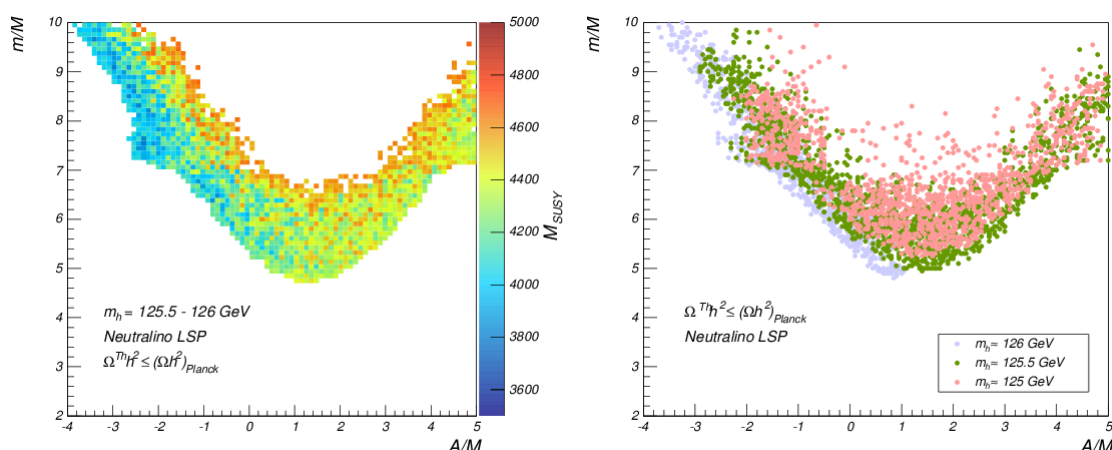 m/M
10
9
8
7
6
5
4
3
2
-4 -3 -2 -1 0 1 2 3 4 5
A/M
m_h = 125.5 - 126 GeV
Neutralino LSP
Ω^Th h^2 ≤ (Ωh^2)_Planck
5000
4800
4600
4400
4200
4000
3800
3600
M_SUSY
m/M
10
9
8
7
6
5
4
3
2
-4 -3 -2 -1 0 1 2 3 4 5
A/M
Ω^Th h^2 ≤ (Ωh^2)_Planck
Neutralino LSP
m_h= 126 GeV
m_h= 125.5 GeV
m_h= 125 GeV